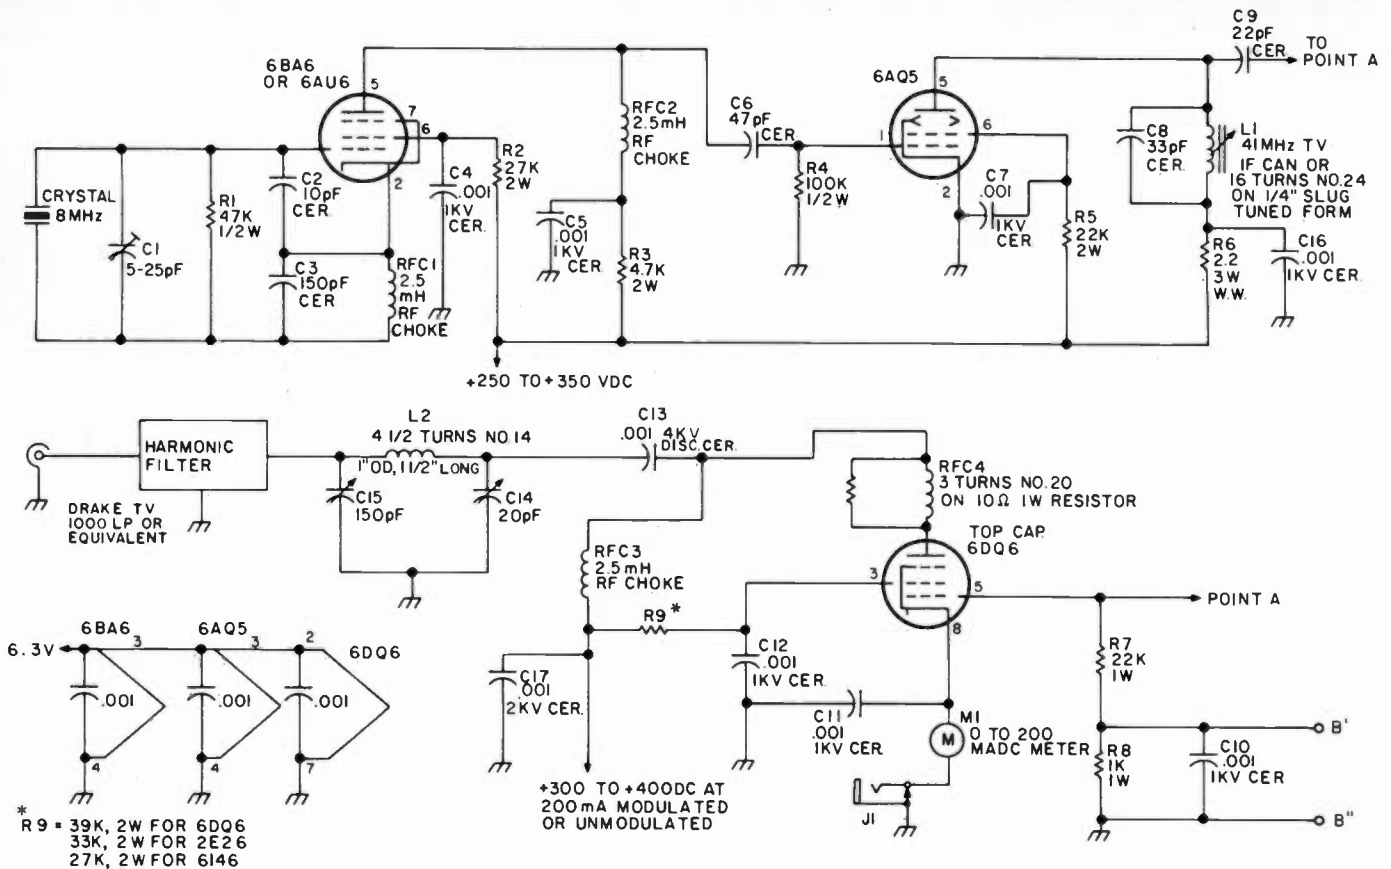 6BA6
OR 6AU6
5
7
6
2
CRYSTAL
8MHz
C1
5-25pF
R1
47K
1/2W
C2
10pF
CER.
C3
150pF
CER
RFC1
2.5
mH
RF
CHOKE
C4
.001
1KV
CER.
R2
27K
2W
+250 TO +350 VDC
RFC2
2.5mH
RF
CHOKE
C5
.001
1KV
CER.
R3
4.7K
2W
C6
47pF
CER
R4
100K
1/2W
6AQ5
5
1
6
2
C7
.001
1KV
CER
R5
22K
2W
C9
22pF
CER
TO
POINT A
C8
33pF
CER.
L1
41MHz TV
IF CAN OR
16 TURNS NO.24
ON 1/4" SLUG
TUNED FORM
R6
2.2
3W
W.W.
C16
.001
1KV CER.
HARMONIC
FILTER
DRAKE TV
1000 LP OR
EQUIVALENT
L2
4 1/2 TURNS NO.14
1"OD, 1 1/2" LONG
C15
150pF
C14
20pF
C13
.001 4KV
DISC.CER.
RFC3
2.5mH
RF CHOKE
R9*
C17
.001
2KV CER.
C12
.001
1KV CER.
C11
.001
1KV CER.
+300 TO +400DC AT
200mA MODULATED
OR UNMODULATED
RFC4
3 TURNS NO.20
ON 10Ω 1W RESISTOR
TOP CAP.
6DQ6
3
5
8
M
M1
0 TO 200
MADC METER
J1
POINT A
R7
22K
1W
R8
1K
1W
C10
.001
1KV CER
B'
B"
6.3V
6BA6
3
.001
4
6AQ5
3
.001
4
2
6DQ6
.001
7
*
R9 = 39K, 2W FOR 6DQ6
33K, 2W FOR 2E26
27K, 2W FOR 6146